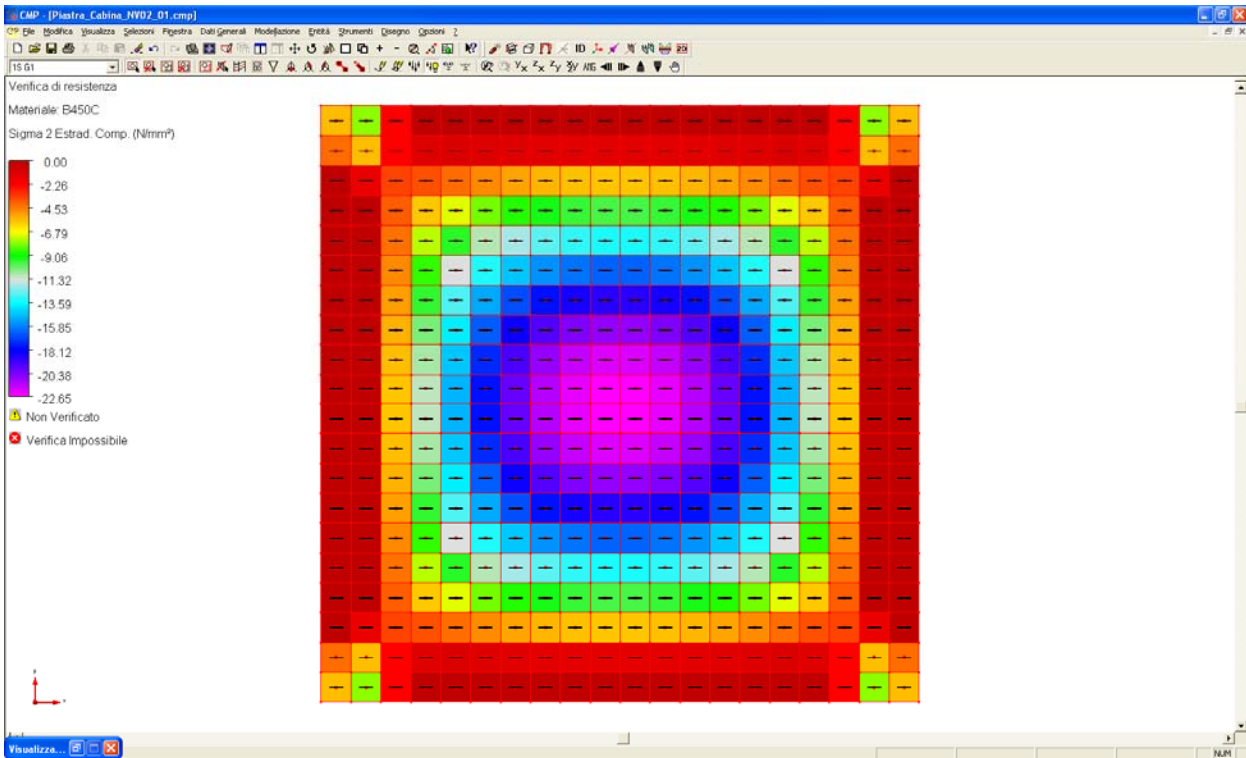 CMP - [Piastra_Cabina_NV02_01.cmp]
File Modifica Visualizza Selezioni Finestra Dati Generali Modellazione Entità Strumenti Disegno Opzioni ?
1S G1
Verifica di resistenza
Materiale: B450C
Sigma 2 Estrad. Comp. (N/mm²)
0.00
-2.26
-4.53
-6.79
-9.06
-11.32
-13.59
-15.85
-18.12
-20.38
-22.65
Non Verificato
Verifica Impossibile
Visualizza...
NUM